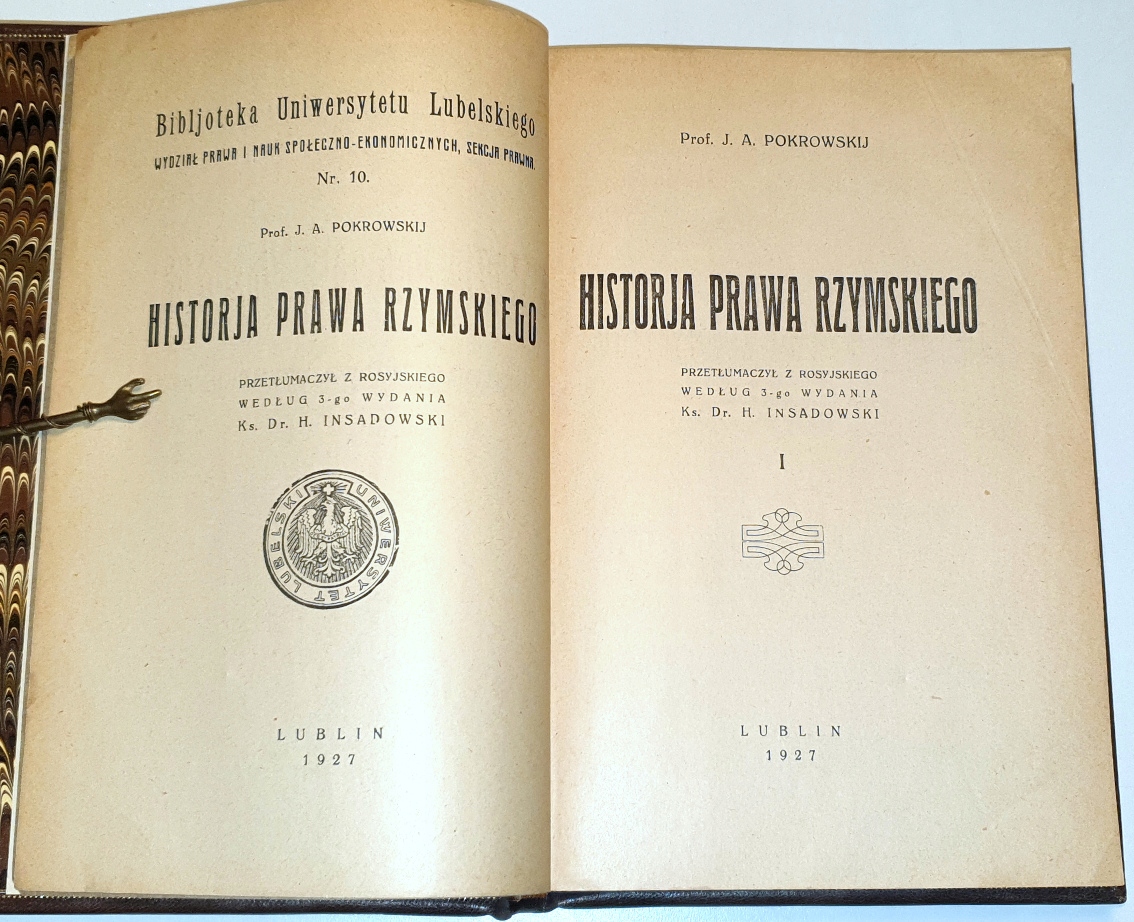 Bibljoteka Uniwersytetu Lubelskiego
WYDZIAŁ PRAWA I NAUK SPOŁECZNO-EKONOMICZNYCH, SEKCJA PRAWNA.
Nr. 10.
Prof. J. A. POKROWSKIJ
HISTORJA PRAWA RZYMSKIEGO
PRZETŁUMACZYŁ Z ROSYJSKIEGO
WEDŁUG 3-go WYDANIA
Ks. Dr. H. INSADOWSKI
UNIWERSYTET LUBELSKI
LUBLIN
1927
Prof. J. A. POKROWSKIJ
HISTORJA PRAWA RZYMSKIEGO
PRZETŁUMACZYŁ Z ROSYJSKIEGO
WEDŁUG 3-go WYDANIA
Ks. Dr. H. INSADOWSKI
I
LUBLIN
1927